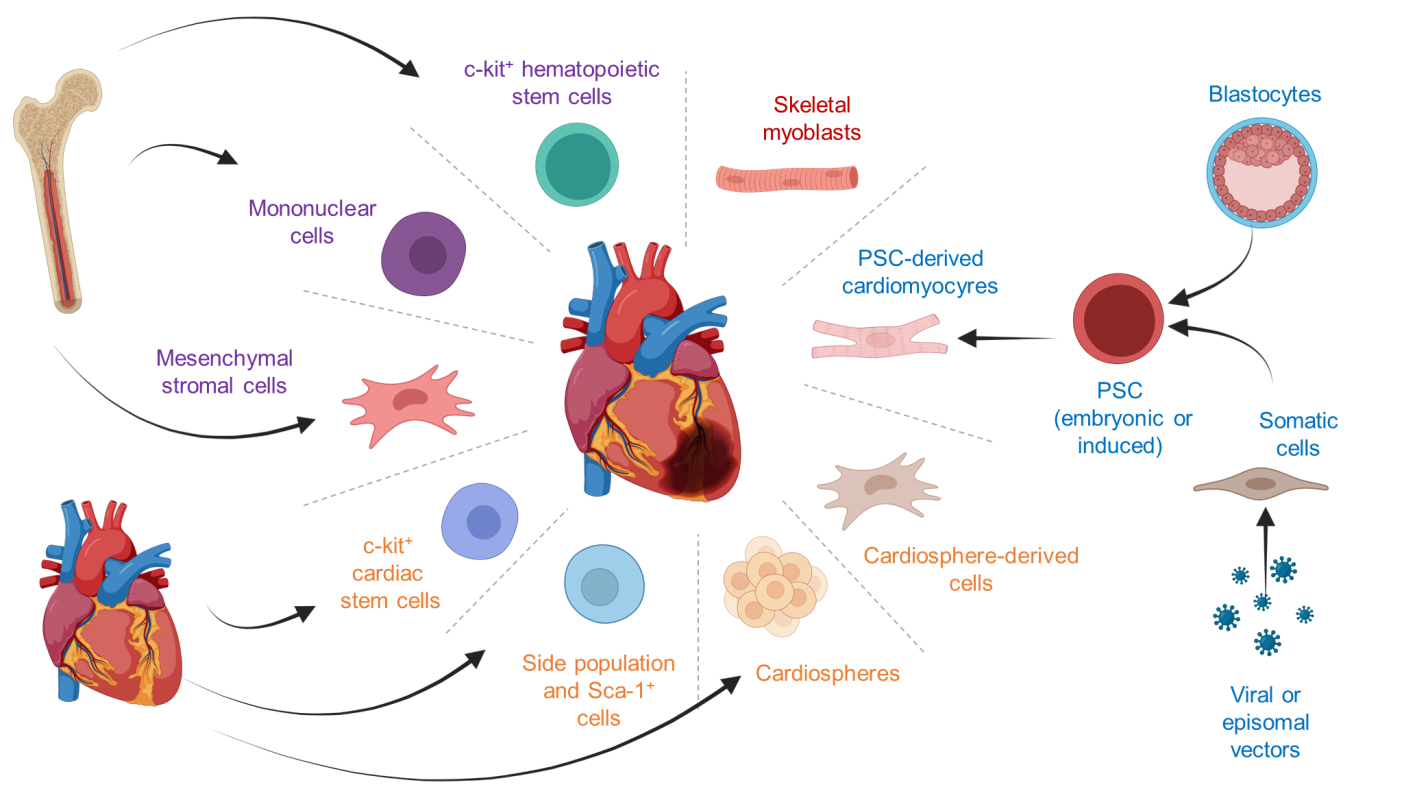 c-kit⁺ hematopoietic
stem cells
Skeletal
myoblasts
Blastocytes
Mononuclear
cells
PSC-derived
cardiomyocyres
Mesenchymal
stromal cells
PSC
(embryonic or
induced)
Somatic
cells
c-kit⁺
cardiac
stem cells
Cardiosphere-derived
cells
Side population
and Sca-1⁺
cells
Cardiospheres
Viral or
episomal
vectors